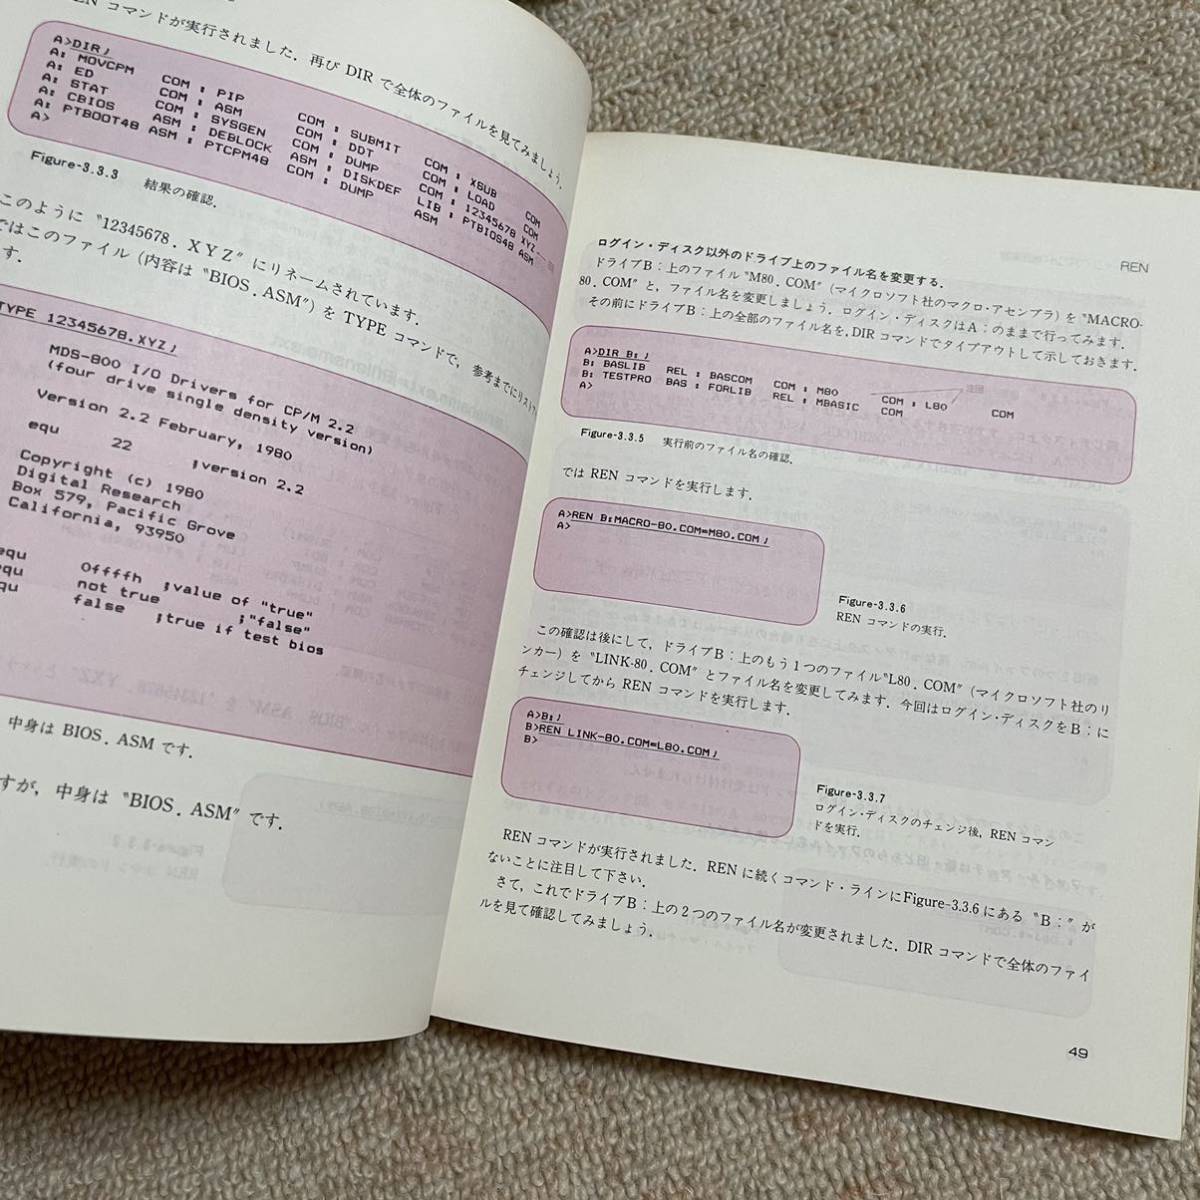 REN コマンドが実行されました．再び DIR で全体のファイルを見てみましょう．
A>DIR↲
A: MOVCPM COM : PIP COM : SUBMIT COM : XSUB COM
A: ED COM : ASM COM : DDT COM : LOAD COM
A: STAT COM : SYSGEN COM : DUMP COM : 12345678 XYZ
A: CBIOS ASM : DEBLOCK ASM : DISKDEF LIB : PTBIOS48 ASM
A: PTBOOT48 ASM : PTCPM48 COM : DUMP ASM
A>
Figure-3.3.3 結果の確認．
このように〝12345678．XYZ″にリネームされています．
ではこのファイル（内容は〝BIOS．ASM″）を TYPE コマンドで，参考までにリスト
す．
TYPE 12345678.XYZ↲
MDS-800 I/O Drivers for CP/M 2.2
(four drive single density version)
Version 2.2 February, 1980
equ 22 ;version 2.2
Copyright (c) 1980
Digital Research
Box 579, Pacific Grove
California, 93950
equ 0ffffh ;value of "true"
equ not true ;"false"
equ false ;true if test bios
中身は BIOS．ASM です．
すが，中身は〝BIOS．ASM″です．
REN
ログイン・ディスク以外のドライブ上のファイル名を変更する．
ドライブB：上のファイル〝M80．COM″（マイクロソフト社のマクロ・アセンブラ）を〝MACRO-
80．COM″と，ファイル名を変更しましょう．ログイン・ディスクはA：のままで行ってみます．
その前にドライブB：上の全部のファイル名を，DIR コマンドでタイプアウトして示しておきます．
A>DIR B:↲
B: BASLIB REL : BASCOM COM : M80 COM : L80 COM
B: TESTPRO BAS : FORLIB REL : MBASIC COM
A>
Figure-3.3.5 実行前のファイル名の確認．
では REN コマンドを実行します．
A>REN B:MACRO-80.COM=M80.COM↲
A>
Figure-3.3.6
REN コマンドの実行．
この確認は後にして，ドライブB：上のもう1つのファイル〝L80．COM″（マイクロソフト社のリ
ンカー）を〝LINK-80．COM″とファイル名を変更してみます．今回はログイン・ディスクをB：に
チェンジしてから REN コマンドを実行します．
A>B:↲
B>REN LINK-80.COM=L80.COM↲
B>
Figure-3.3.7
ログイン・ディスクのチェンジ後，REN コマン
ドを実行．
REN コマンドが実行されました．REN に続くコマンド・ラインにFigure-3.3.6にある〝B：″が
ないことに注目して下さい．
さて，これでドライブB：上の2つのファイル名が変更されました．DIR コマンドで全体のファイ
ルを見て確認してみましょう．
49